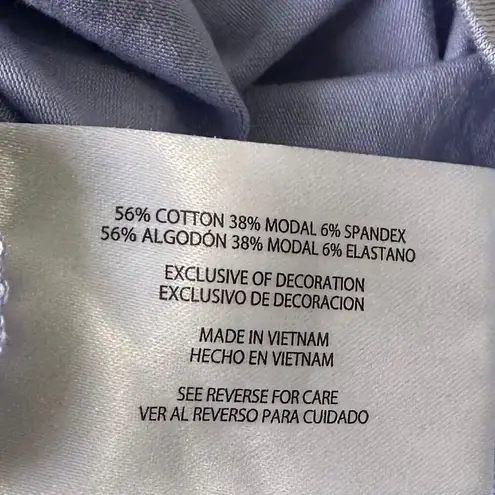 56% COTTON 38% MODAL 6% SPANDEX
56% ALGODÓN 38% MODAL 6% ELASTANO
EXCLUSIVE OF DECORATION
EXCLUSIVO DE DECORACION
MADE IN VIETNAM
HECHO EN VIETNAM
SEE REVERSE FOR CARE
VER AL REVERSO PARA CUIDADO